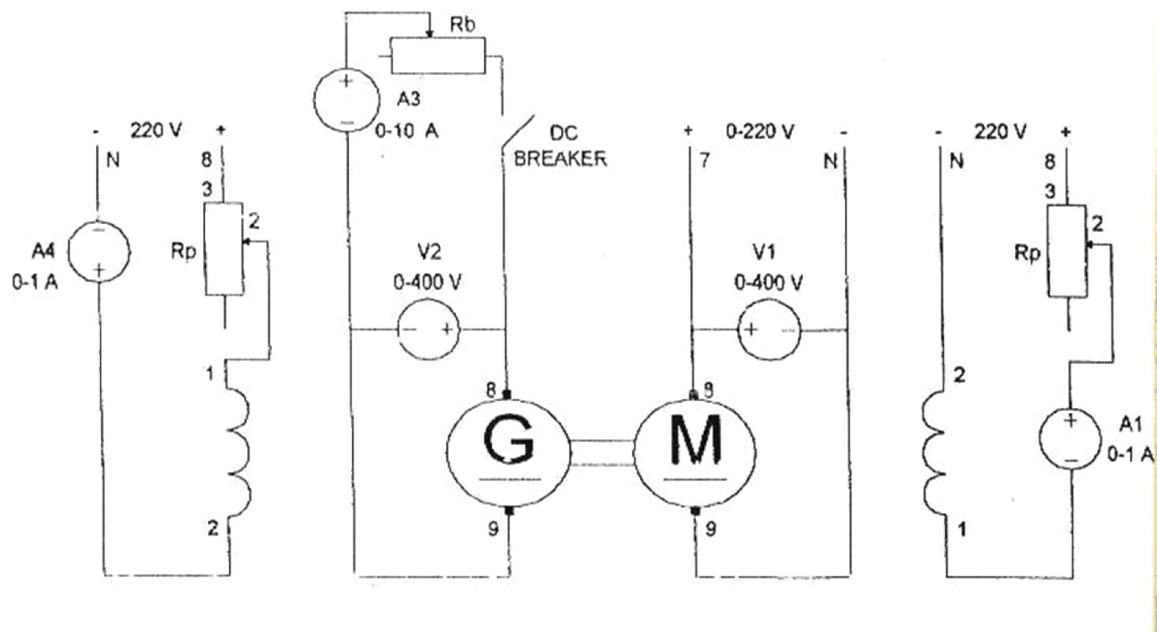 Rb
A3
0-10 A
DC
BREAKER
- 220 V +
N 8
3
2
Rp
A4
0-1 A
1
2
V2
0-400 V
8
G
9
+ 0-220 V -
7 N
V1
0-400 V
8
M
9
- 220 V +
N 8
3
2
Rp
2
1
A1
0-1 A